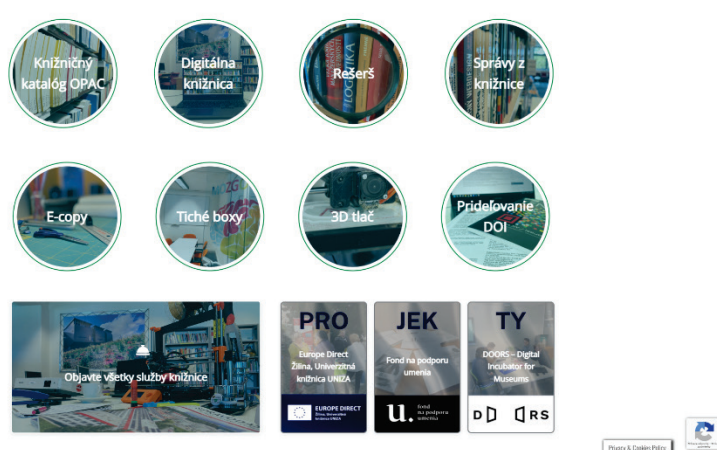 Knižničný
katalóg OPAC
Digitálna
knižnica
Rešerš
LOGISTIKA
Správy z
knižnice
E-copy
Tiché boxy
3D tlač
Prideľovanie
DOI
Objavte všetky služby knižnice
PRO
Europe Direct
Žilina, Univerzitná
knižnica UNIZA
EUROPE DIRECT
JEK
Fond na podporu
umenia
u.
fond
na podporu
umenia
TY
DOORS – Digital
Incubator for
Museums
Privacy & Cookies Policy